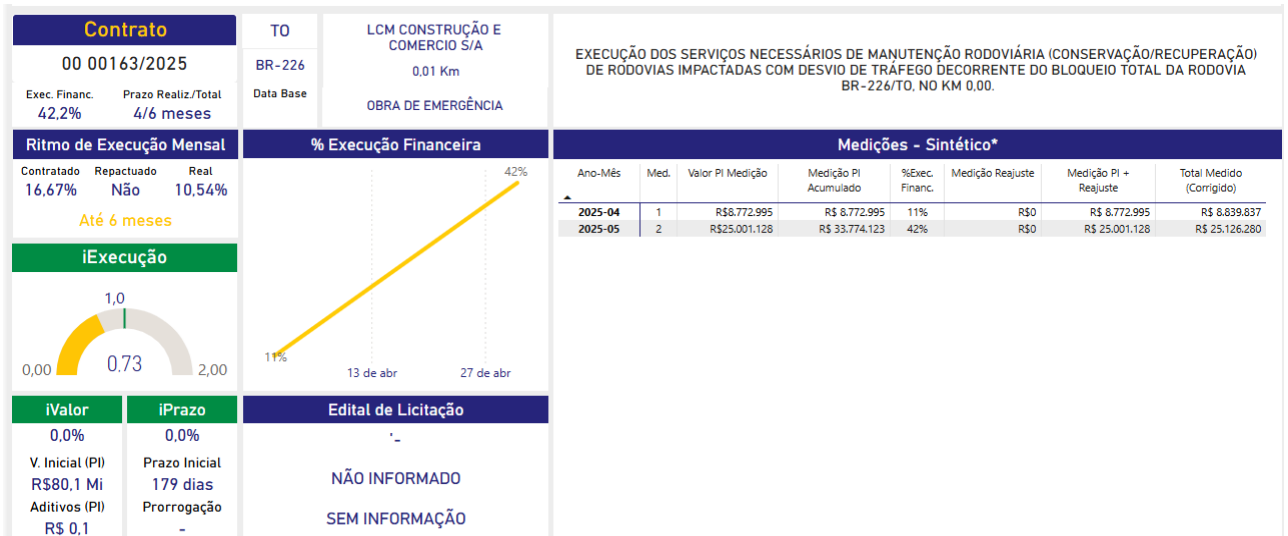 Contrato
00 00163/2025
Exec. Financ. Prazo Realiz./Total
42,2% 4/6 meses
TO
BR-226
Data Base
LCM CONSTRUÇÃO E
COMERCIO S/A
0,01 Km
OBRA DE EMERGÊNCIA
EXECUÇÃO DOS SERVIÇOS NECESSÁRIOS DE MANUTENÇÃO RODOVIÁRIA (CONSERVAÇÃO/RECUPERAÇÃO)
DE RODOVIAS IMPACTADAS COM DESVIO DE TRÁFEGO DECORRENTE DO BLOQUEIO TOTAL DA RODOVIA
BR-226/TO, NO KM 0,00.
Ritmo de Execução Mensal
Contratado Repactuado Real
16,67% Não 10,54%
Até 6 meses
iExecução
1,0
0,00 0.73 2,00
% Execução Financeira
42%
11%
13 de abr 27 de abr
Medições - Sintético*
Ano-Mês Med. Valor PI Medição Medição PI Acumulado %Exec. Financ. Medição Reajuste Medição PI + Reajuste Total Medido (Corrigido)
2025-04 1 R$8.772.995 R$ 8.772.995 11% R$0 R$ 8.772.995 R$ 8.839.837
2025-05 2 R$25.001.128 R$ 33.774.123 42% R$0 R$ 25.001.128 R$ 25.126.280
iValor
0,0%
V. Inicial (PI)
R$80,1 Mi
Aditivos (PI)
R$ 0,1
iPrazo
0,0%
Prazo Inicial
179 dias
Prorrogação
-
Edital de Licitação
'-
NÃO INFORMADO
SEM INFORMAÇÃO